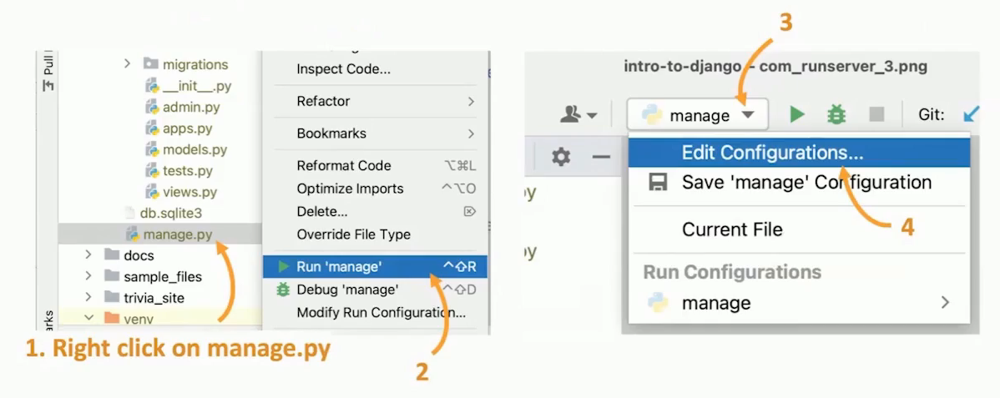 3
Pull
migrations
__init__.py
admin.py
apps.py
models.py
tests.py
views.py
db.sqlite3
manage.py
docs
sample_files
trivia_site
venv
arks
Inspect Code...
Refactor
Bookmarks
Reformat Code ⌥⌘L
Optimize Imports ^⌥O
Delete... ⌦
Override File Type
Run 'manage' ^⇧R
Debug 'manage' ^⇧D
Modify Run Configuration...
1. Right click on manage.py
2
intro-to-django – com_runserver_3.png
manage
Git:
Edit Configurations...
Save 'manage' Configuration
Current File
Run Configurations
manage
py
py
4